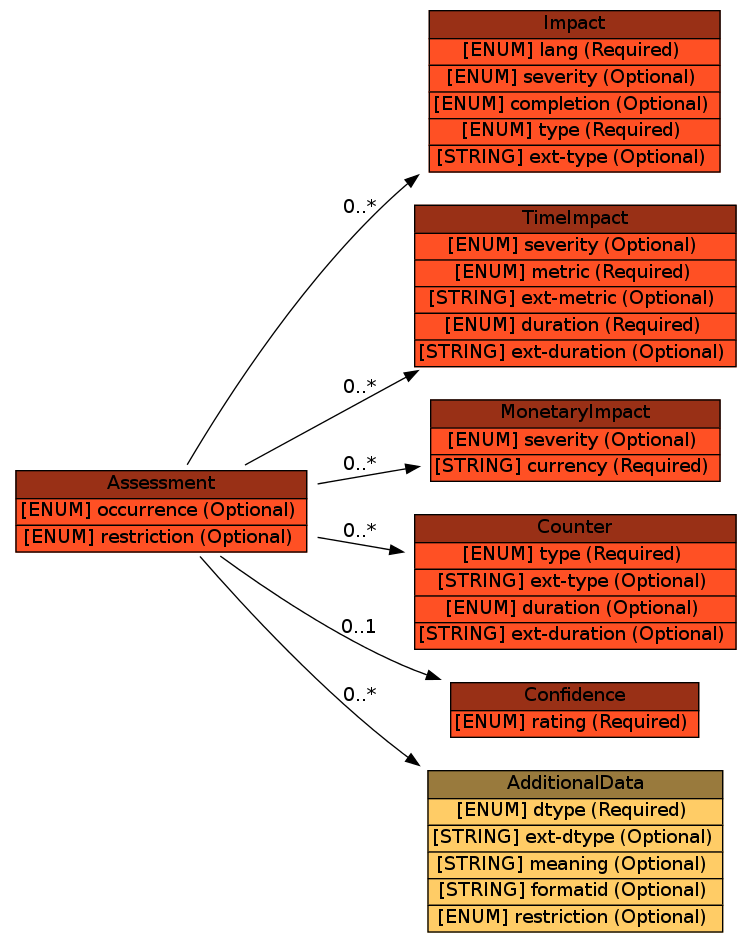 Impact
[ENUM] lang (Required)
[ENUM] severity (Optional)
[ENUM] completion (Optional)
[ENUM] type (Required)
[STRING] ext-type (Optional)
0..*
TimeImpact
[ENUM] severity (Optional)
[ENUM] metric (Required)
[STRING] ext-metric (Optional)
[ENUM] duration (Required)
[STRING] ext-duration (Optional)
0..*
MonetaryImpact
[ENUM] severity (Optional)
[STRING] currency (Required)
0..*
Assessment
[ENUM] occurrence (Optional)
[ENUM] restriction (Optional)
0..*
Counter
[ENUM] type (Required)
[STRING] ext-type (Optional)
[ENUM] duration (Optional)
[STRING] ext-duration (Optional)
0..1
Confidence
[ENUM] rating (Required)
0..*
AdditionalData
[ENUM] dtype (Required)
[STRING] ext-dtype (Optional)
[STRING] meaning (Optional)
[STRING] formatid (Optional)
[ENUM] restriction (Optional)